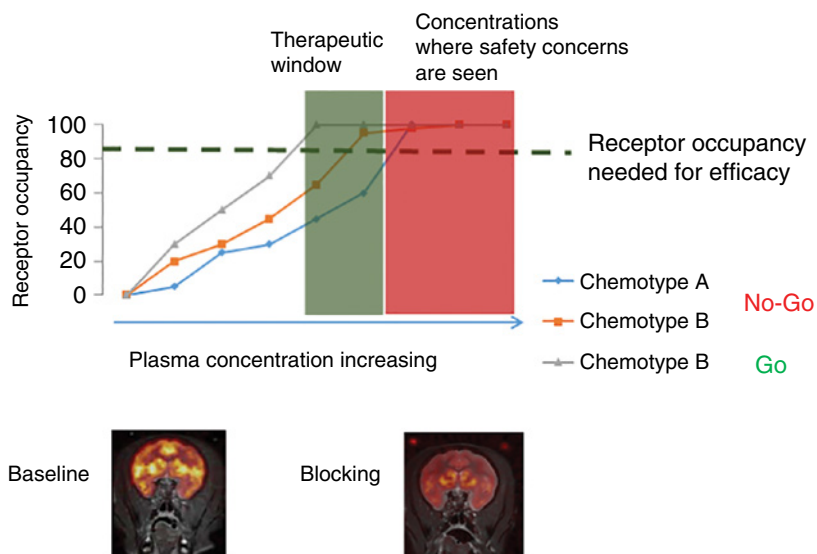 Therapeutic
window
Concentrations
where safety concerns
are seen
Receptor occupancy
100
80
60
40
20
0
Receptor occupancy
needed for efficacy
Chemotype A
Chemotype B
No-Go
Chemotype B
Go
Plasma concentration increasing
Baseline
Blocking